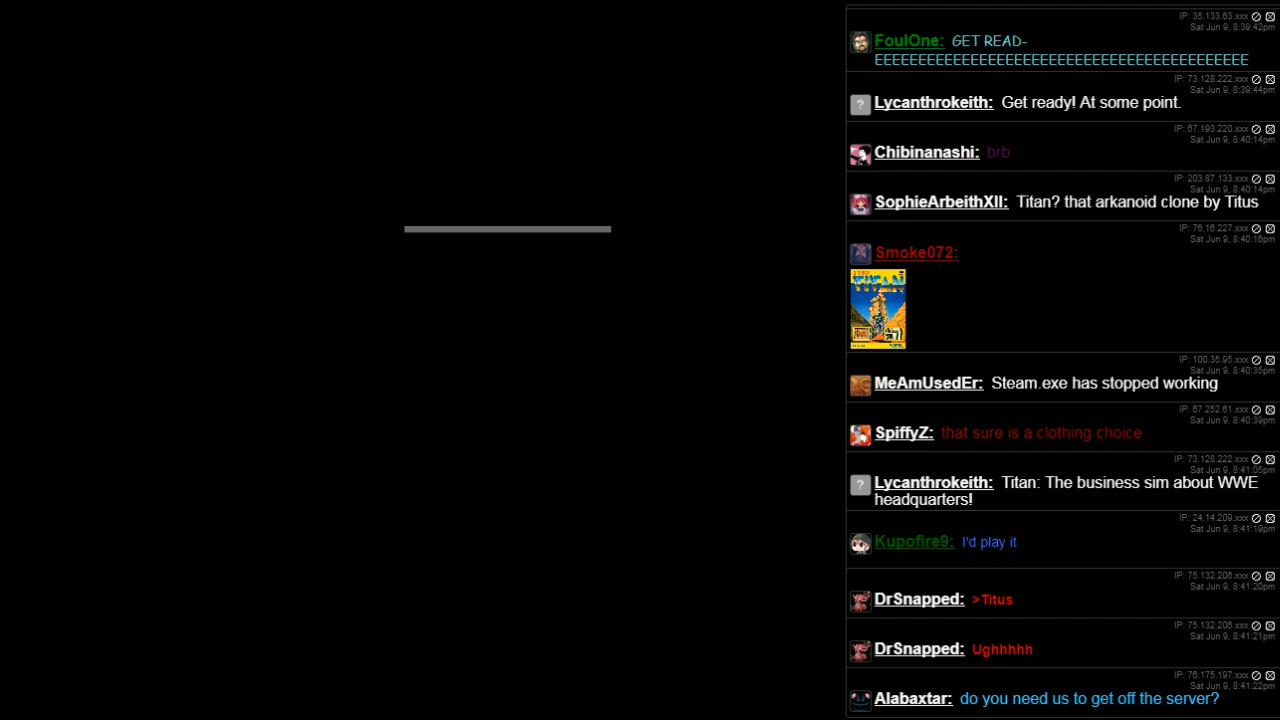 IP: 35.133.63.xxx
Sat Jun 9, 8:39:42pm
FoulOne: GET READ-
EEEEEEEEEEEEEEEEEEEEEEEEEEEEEEEEEEEEEEEEEEE
IP: 73.128.222.xxx
Sat Jun 9, 8:39:44pm
Lycanthrokeith: Get ready! At some point.
IP: 67.193.220.xxx
Sat Jun 9, 8:40:14pm
Chibinanashi: brb
IP: 203.87.133.xxx
Sat Jun 9, 8:40:14pm
SophieArbeithXII: Titan? that arkanoid clone by Titus
IP: 76.16.227.xxx
Sat Jun 9, 8:40:16pm
Smoke072:
TITAN
IP: 100.35.95.xxx
Sat Jun 9, 8:40:35pm
MeAmUsedEr: Steam.exe has stopped working
IP: 67.252.61.xxx
Sat Jun 9, 8:40:39pm
SpiffyZ: that sure is a clothing choice
IP: 73.128.222.xxx
Sat Jun 9, 8:41:05pm
Lycanthrokeith: Titan: The business sim about WWE
headquarters!
IP: 24.14.209.xxx
Sat Jun 9, 8:41:19pm
Kupofire9: I'd play it
IP: 75.132.206.xxx
Sat Jun 9, 8:41:20pm
DrSnapped: >Titus
IP: 75.132.206.xxx
Sat Jun 9, 8:41:21pm
DrSnapped: Ughhhhh
IP: 76.175.197.xxx
Sat Jun 9, 8:41:22pm
Alabaxtar: do you need us to get off the server?